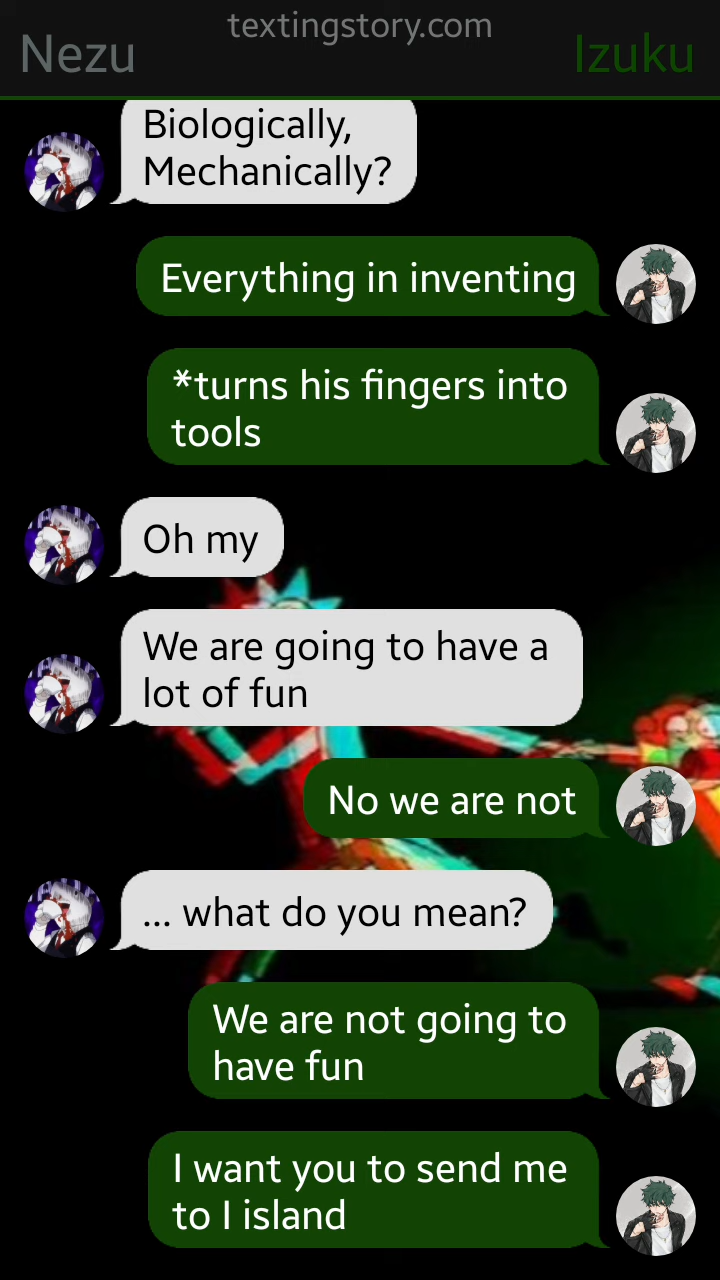 textingstory.com
Nezu
Izuku
Biologically,
Mechanically?
Everything in inventing
*turns his fingers into
tools
Oh my
We are going to have a
lot of fun
No we are not
... what do you mean?
We are not going to
have fun
I want you to send me
to I island